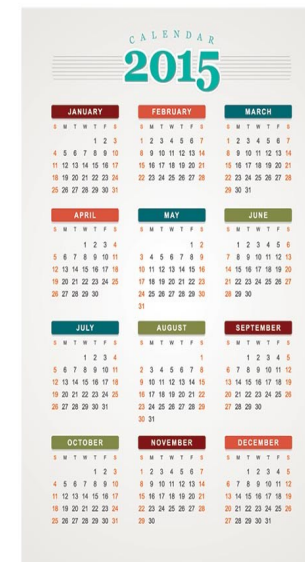 CALENDAR
2015
JANUARY FEBRUARY MARCH
S M T W T F S S M T W T F S S M T W T F S
1 2 3 1 2 3 4 5 6 7 1 2 3 4 5 6 7
4 5 6 7 8 9 10 8 9 10 11 12 13 14 8 9 10 11 12 13 14
11 12 13 14 15 16 17 15 16 17 18 19 20 21 15 16 17 18 19 20 21
18 19 20 21 22 23 24 22 23 24 25 26 27 28 22 23 24 25 26 27 28
25 26 27 28 29 30 31 29 30 31
APRIL MAY JUNE
S M T W T F S S M T W T F S S M T W T F S
1 2 3 4 1 2 1 2 3 4 5 6
5 6 7 8 9 10 11 3 4 5 6 7 8 9 7 8 9 10 11 12 13
12 13 14 15 16 17 18 10 11 12 13 14 15 16 14 15 16 17 18 19 20
19 20 21 22 23 24 25 17 18 19 20 21 22 23 21 22 23 24 25 26 27
26 27 28 29 30 24 25 26 27 28 29 30 28 29 30
31
JULY AUGUST SEPTEMBER
S M T W T F S S M T W T F S S M T W T F S
1 2 3 4 1 1 2 3 4 5
5 6 7 8 9 10 11 2 3 4 5 6 7 8 6 7 8 9 10 11 12
12 13 14 15 16 17 18 9 10 11 12 13 14 15 13 14 15 16 17 18 19
19 20 21 22 23 24 25 16 17 18 19 20 21 22 20 21 22 23 24 25 26
26 27 28 29 30 31 23 24 25 26 27 28 29 27 28 29 30
30 31
OCTOBER NOVEMBER DECEMBER
S M T W T F S S M T W T F S S M T W T F S
1 2 3 1 2 3 4 5 6 7 1 2 3 4 5
4 5 6 7 8 9 10 8 9 10 11 12 13 14 6 7 8 9 10 11 12
11 12 13 14 15 16 17 15 16 17 18 19 20 21 13 14 15 16 17 18 19
18 19 20 21 22 23 24 22 23 24 25 26 27 28 20 21 22 23 24 25 26
25 26 27 28 29 30 31 29 30 27 28 29 30 31